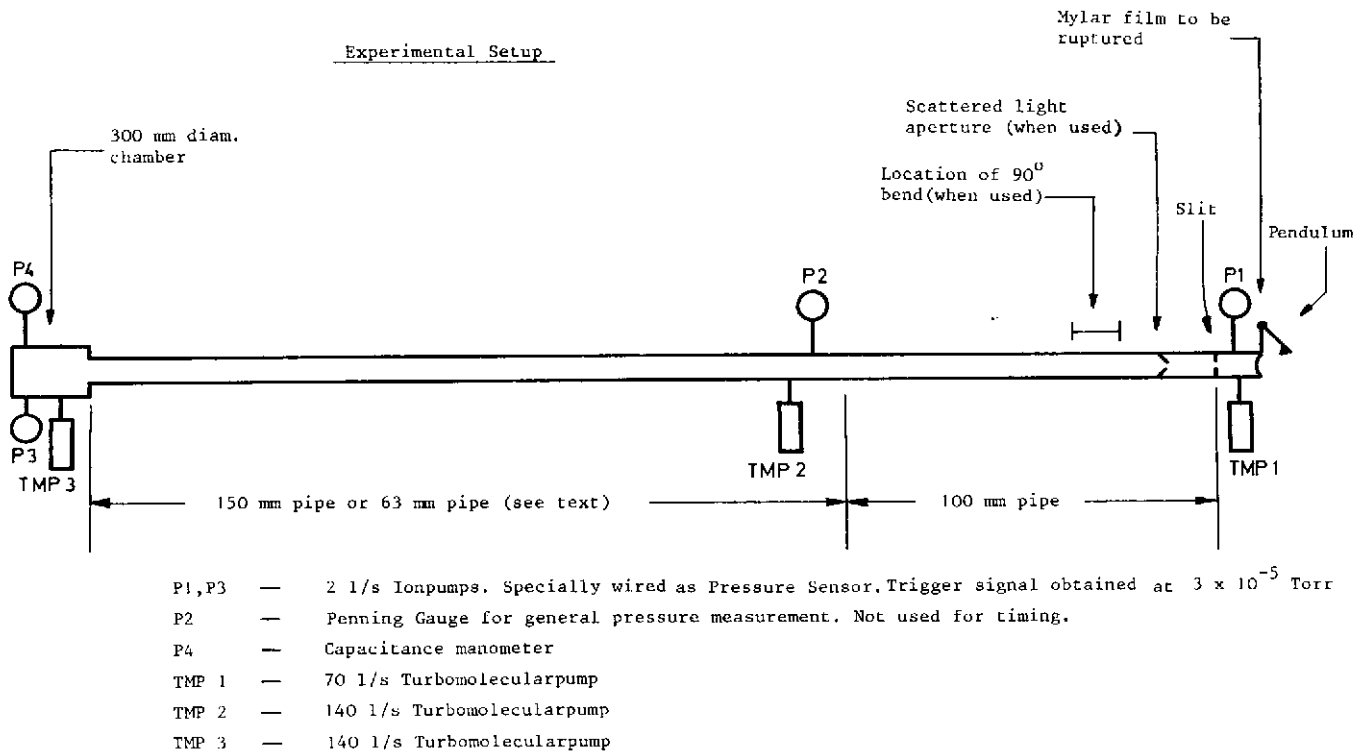 Experimental Setup
Mylar film to be
ruptured
Scattered light
aperture (when used)
300 mm diam.
chamber
Location of 90°
bend(when used)
Slit
Pendulum
P4
P2
P1
P3
TMP 3
TMP 2
TMP 1
150 mm pipe or 63 mm pipe (see text)
100 mm pipe
P1,P3 — 2 l/s Ionpumps. Specially wired as Pressure Sensor. Trigger signal obtained at 3 x 10⁻⁵ Torr
P2 — Penning Gauge for general pressure measurement. Not used for timing.
P4 — Capacitance manometer
TMP 1 — 70 l/s Turbomolecularpump
TMP 2 — 140 l/s Turbomolecularpump
TMP 3 — 140 l/s Turbomolecularpump